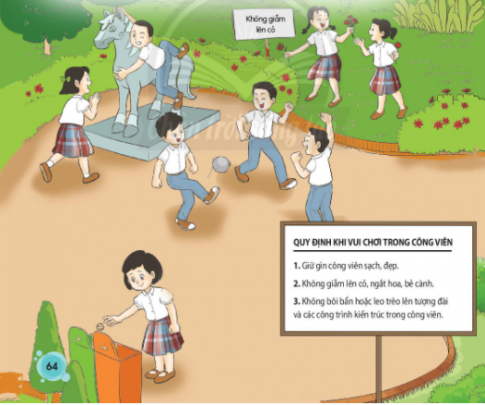 Không giẫm
lên cỏ
QUY ĐỊNH KHI VUI CHƠI TRONG CÔNG VIÊN
1. Giữ gìn công viên sạch, đẹp.
2. Không giẫm lên cỏ, ngắt hoa, bẻ cành.
3. Không bôi bẩn hoặc leo trèo lên tượng đài
và các công trình kiến trúc trong công viên.
64